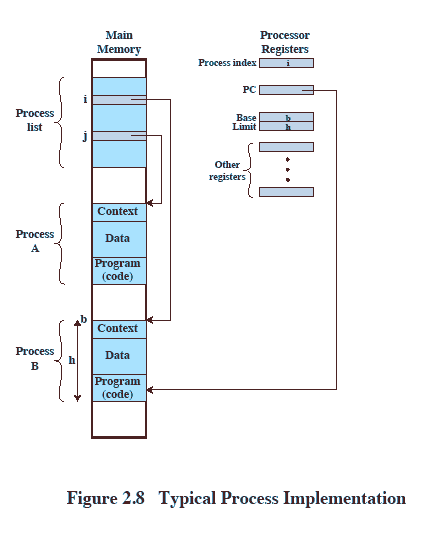 Main
Memory
Processor
Registers
Process index
i
PC
Base
b
Limit
h
Other
registers
Process
list
i
j
Process
A
Context
Data
Program
(code)
Process
B
b
h
Context
Data
Program
(code)
Figure 2.8 Typical Process Implementation